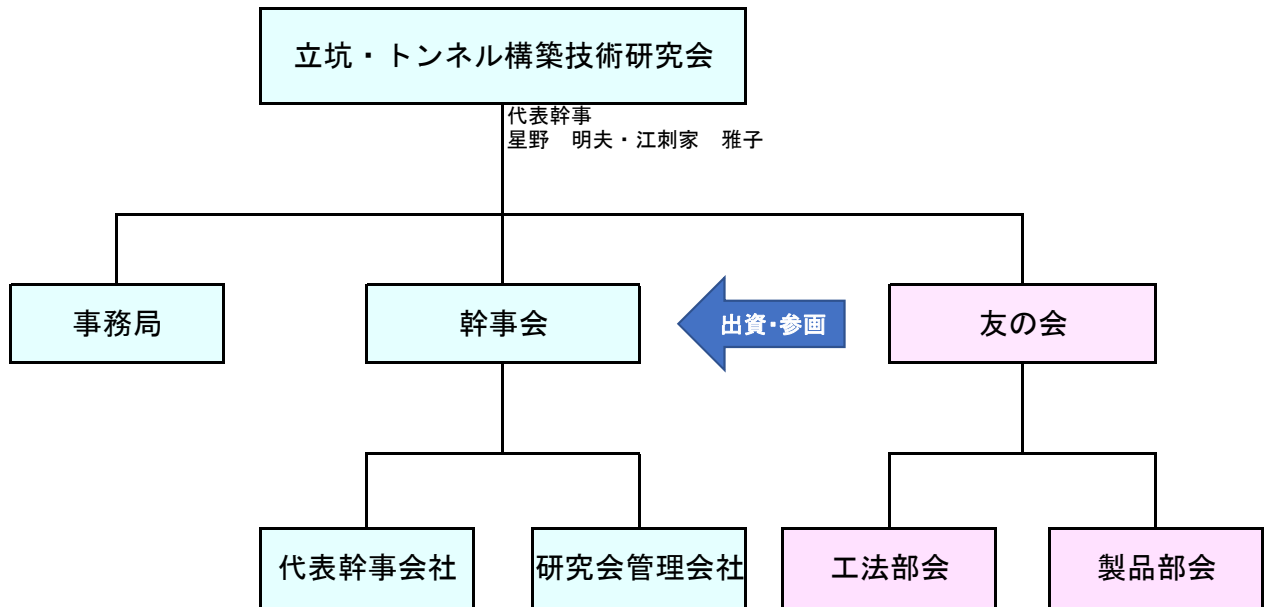 立坑・トンネル構築技術研究会
代表幹事
星野　明夫・江刺家　雅子
事務局
幹事会
出資・参画
友の会
代表幹事会社
研究会管理会社
工法部会
製品部会